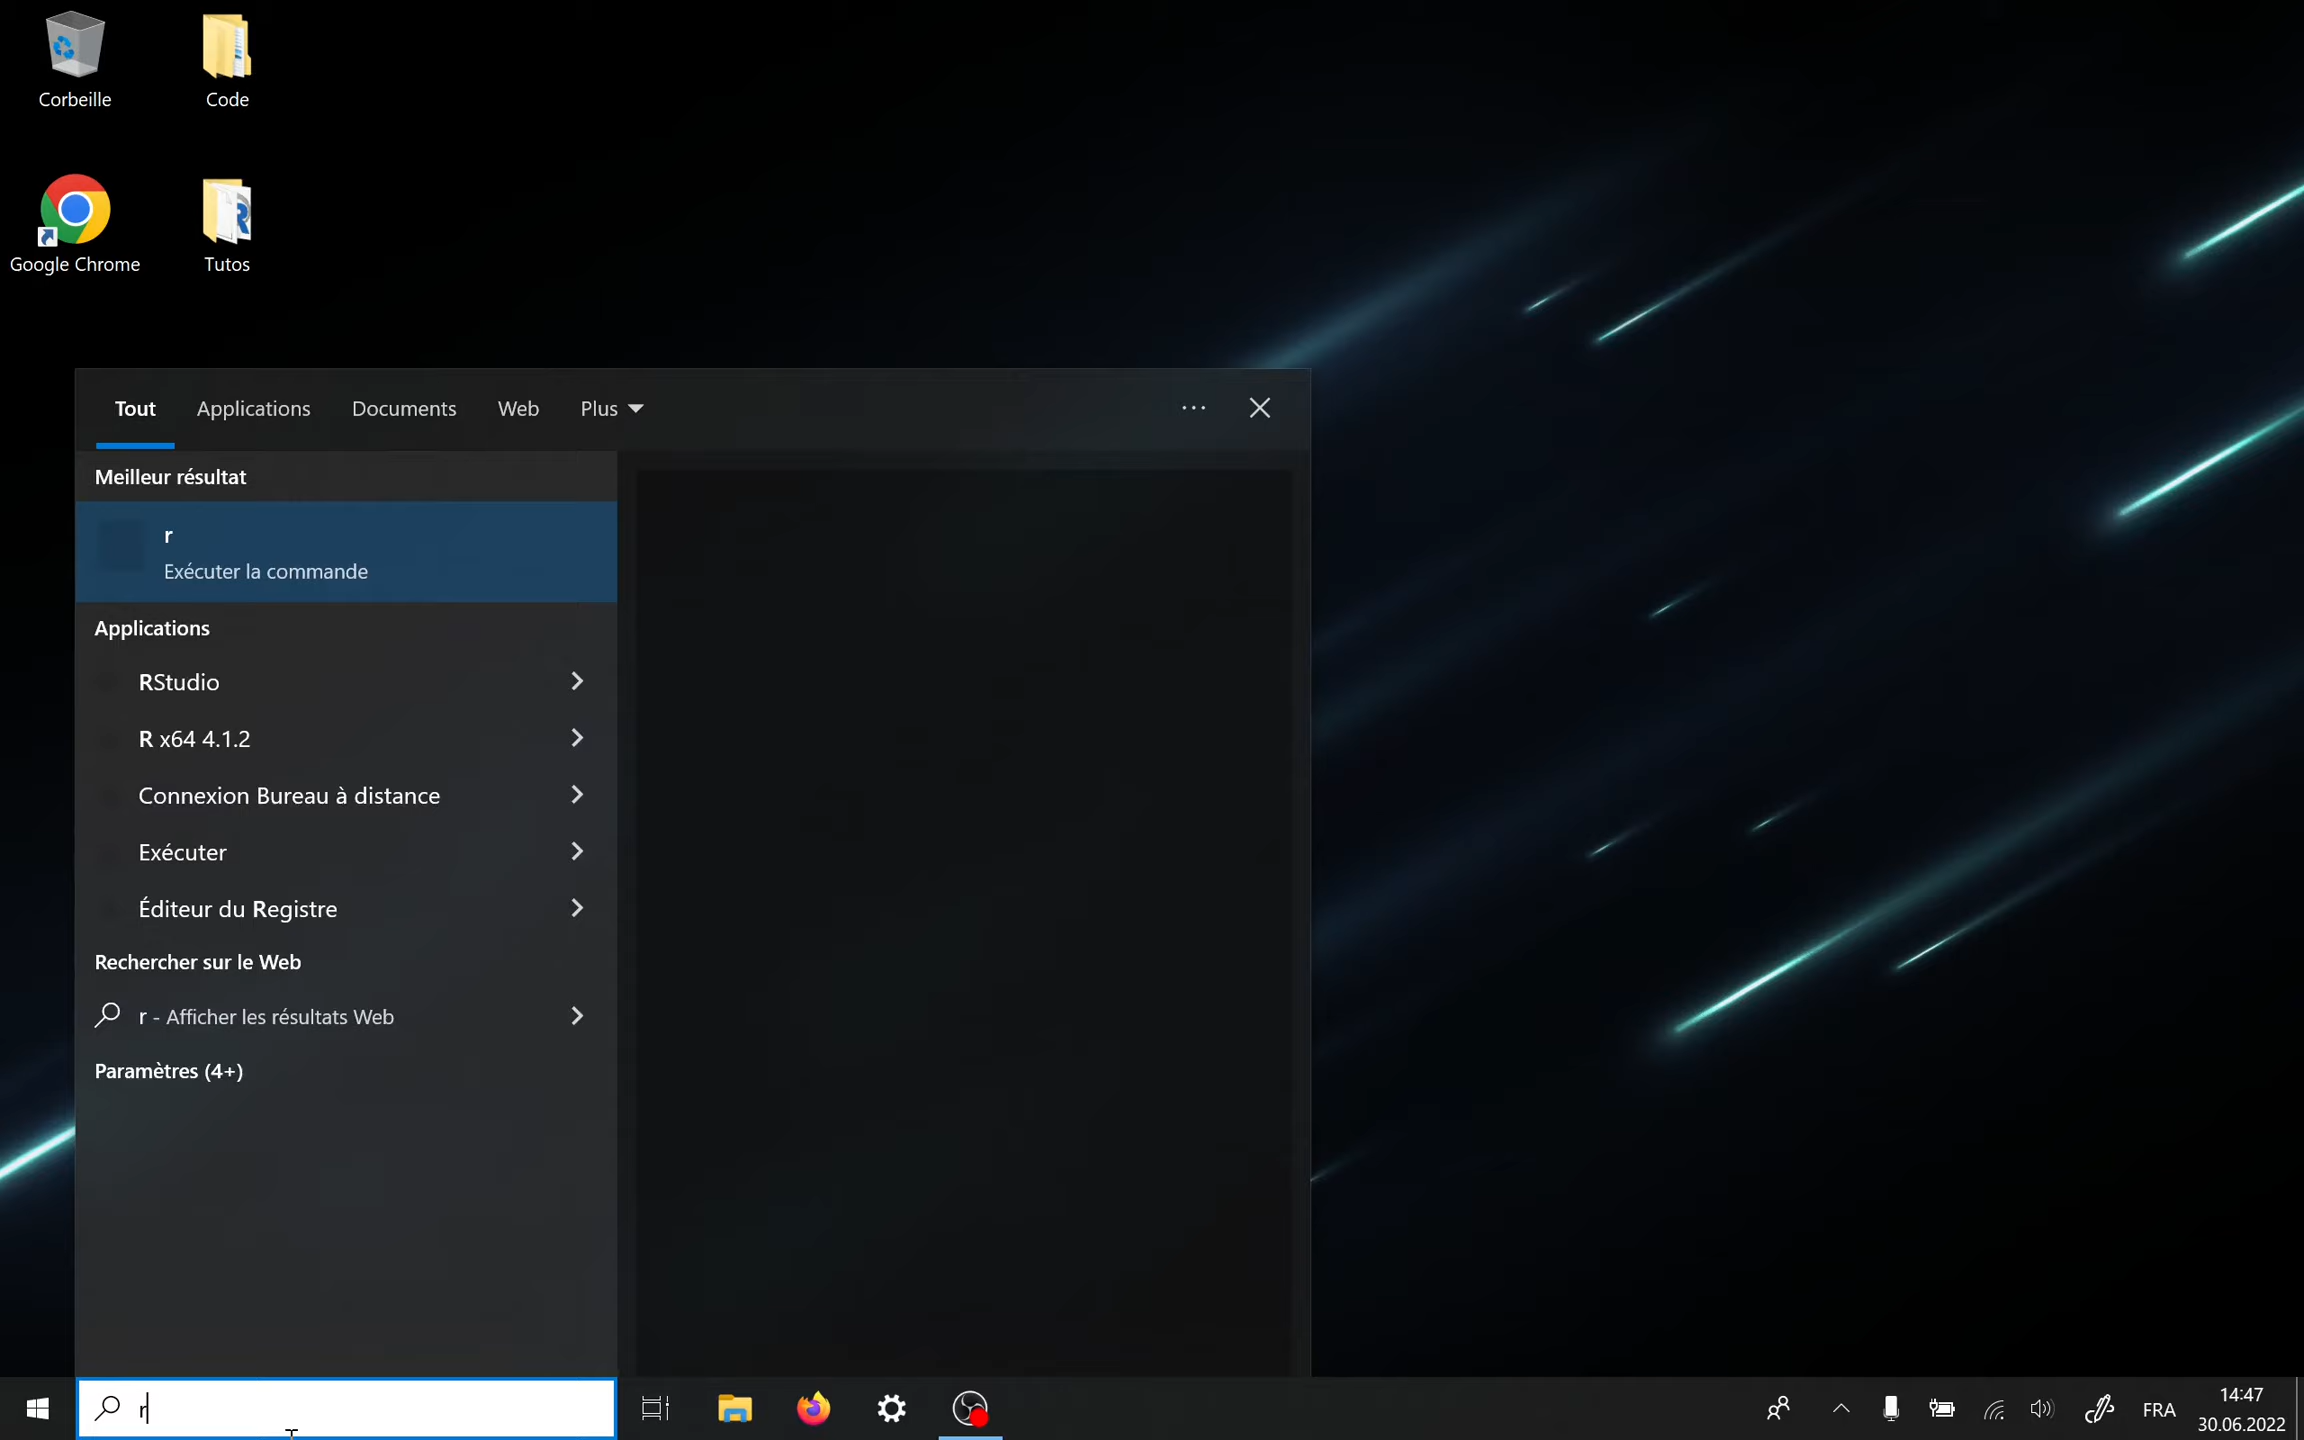 Corbeille
Code
Google Chrome
Tutos
Tout Applications Documents Web Plus
Meilleur résultat
r
Exécuter la commande
Applications
RStudio
R x64 4.1.2
Connexion Bureau à distance
Exécuter
Éditeur du Registre
Rechercher sur le Web
r - Afficher les résultats Web
Paramètres (4+)
r
FRA
14:47
30.06.2022